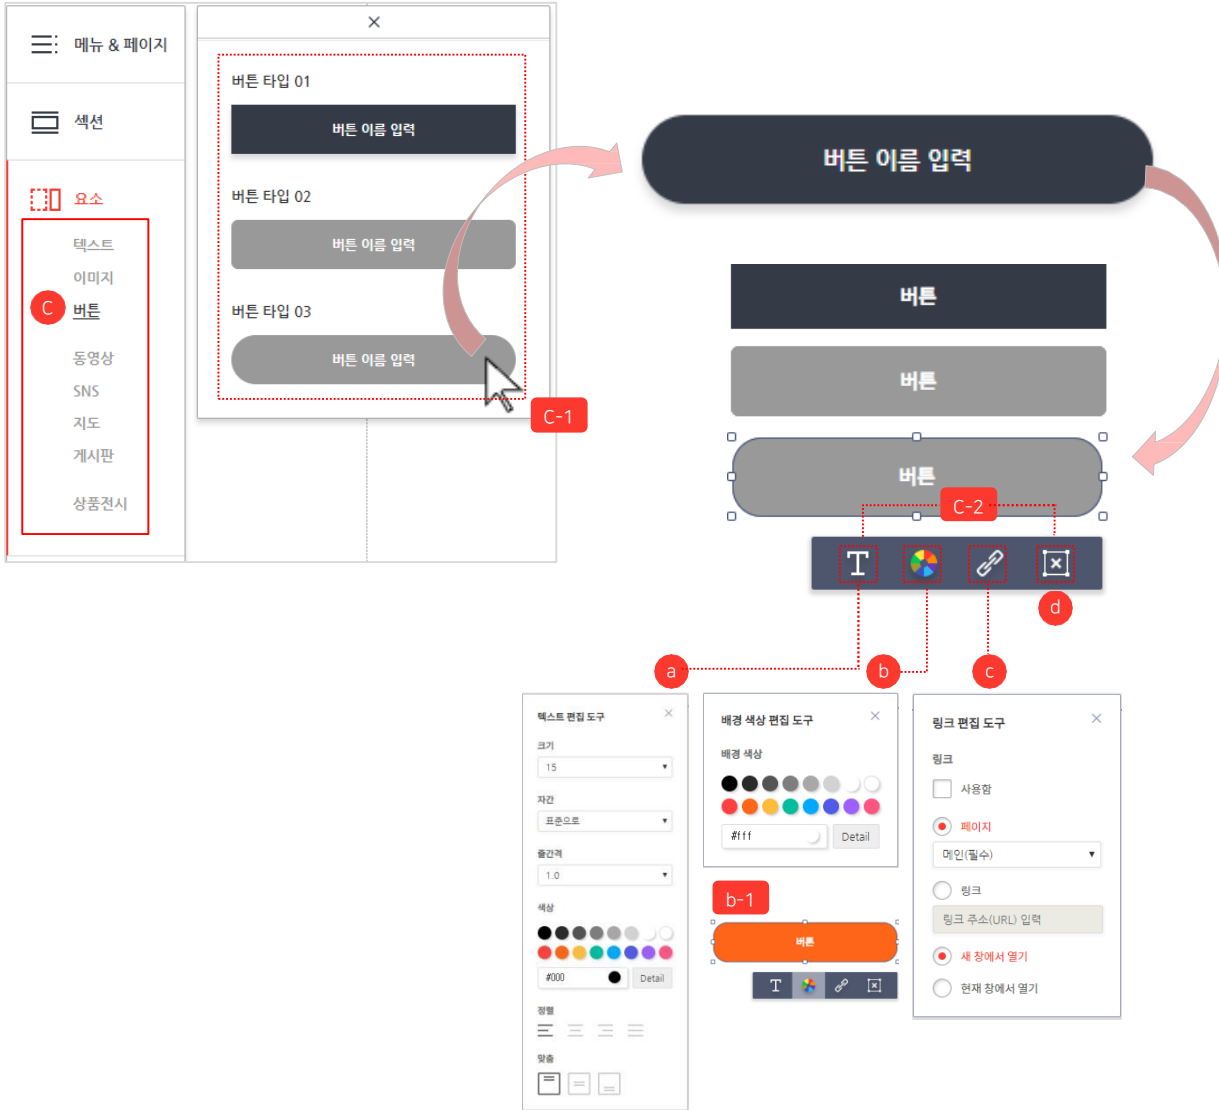 메뉴 & 페이지
섹션
요소
텍스트
이미지
C
버튼
동영상
SNS
지도
게시판
상품전시
버튼 타입 01
버튼 이름 입력
버튼 타입 02
버튼 이름 입력
버튼 타입 03
버튼 이름 입력
C-1
버튼 이름 입력
버튼
버튼
버튼
C-2
T
d
a
b
c
텍스트 편집 도구
크기
15
자간
표준으로
줄간격
1.0
색상
#000
Detail
정렬
맞춤
배경 색상 편집 도구
배경 색상
#fff
Detail
b-1
버튼
T
링크 편집 도구
링크
사용함
페이지
메인(필수)
링크
링크 주소(URL) 입력
새 창에서 열기
현재 창에서 열기